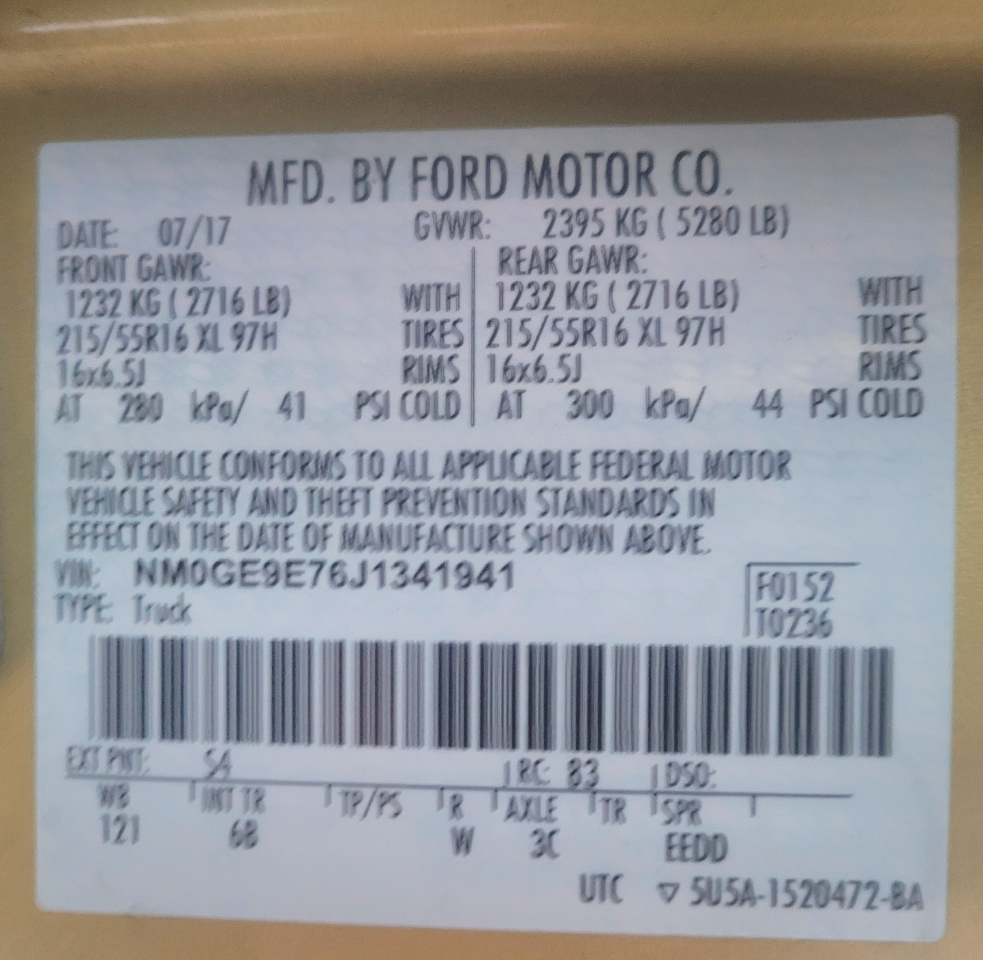 MFD. BY FORD MOTOR CO.
DATE: 07/17 GVWR: 2395 KG ( 5280 LB)
FRONT GAWR: REAR GAWR:
1232 KG ( 2716 LB) WITH 1232 KG ( 2716 LB) WITH
215/55R16 XL 97H TIRES 215/55R16 XL 97H TIRES
16x6.5J RIMS 16x6.5J RIMS
AT 280 kPa/ 41 PSI COLD AT 300 kPa/ 44 PSI COLD
THIS VEHICLE CONFORMS TO ALL APPLICABLE FEDERAL MOTOR
VEHICLE SAFETY AND THEFT PREVENTION STANDARDS IN
EFFECT ON THE DATE OF MANUFACTURE SHOWN ABOVE.
VIN: NM0GE9E76J1341941
F0152
TYPE: Truck
T0236
EXT PNT: S4 RC: 83 DSO:
WB INT TR TP/PS R AXLE TR SPR
121 6B W 3C EEDD
UTC ▽ 5U5A-1520472-BA